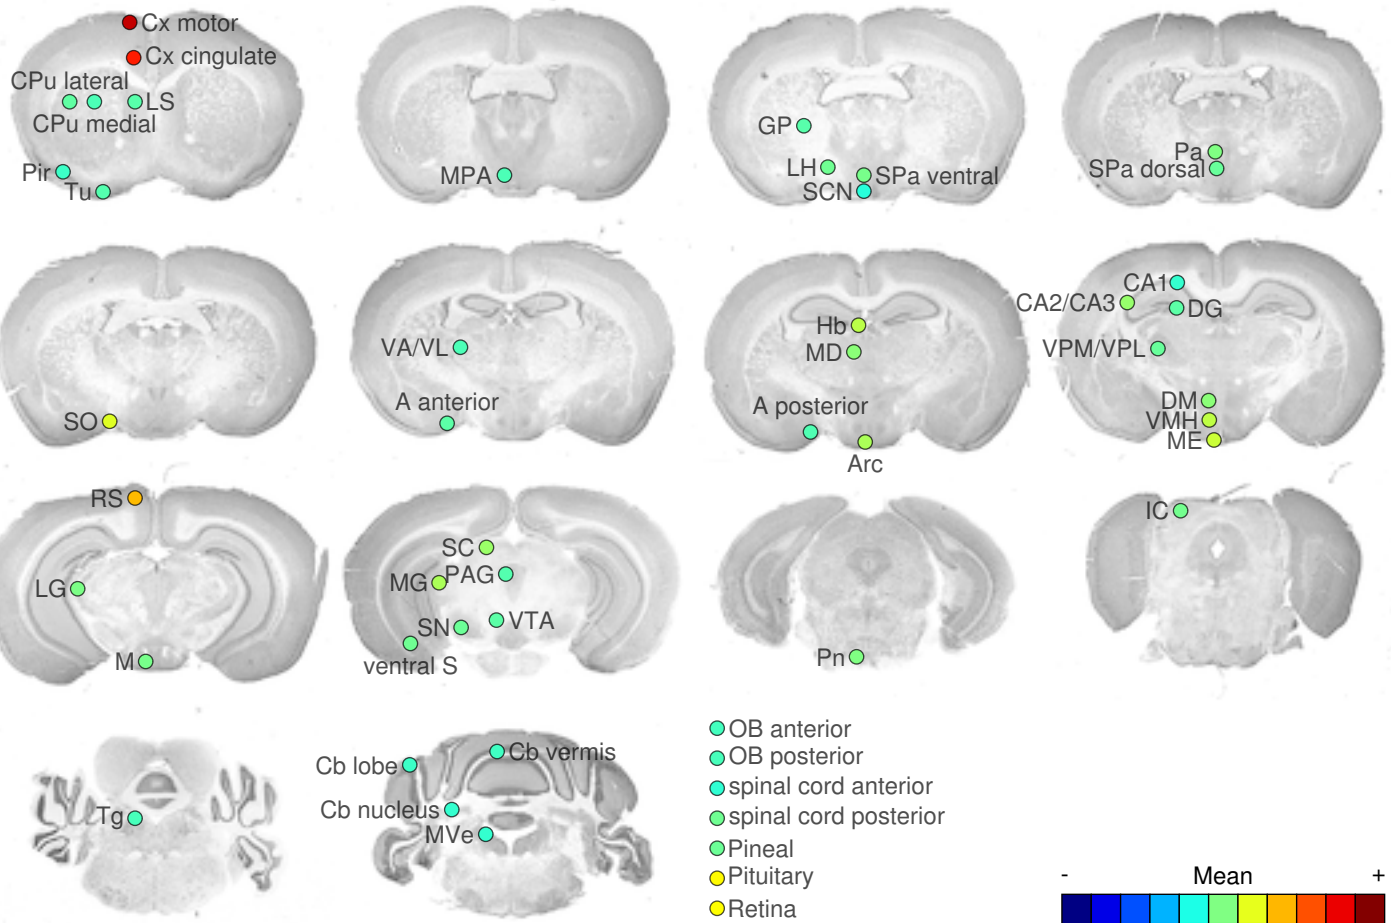 Cx motor
Cx cingulate
CPu lateral
LS
CPu medial
Pir
Tu
MPA
GP
LH
SPa ventral
SCN
Pa
SPa dorsal
SO
VA/VL
A anterior
Hb
MD
A posterior
Arc
CA1
CA2/CA3
DG
VPM/VPL
DM
VMH
ME
RS
LG
M
SC
MG
PAG
SN
VTA
ventral S
Pn
IC
Tg
Cb lobe
Cb vermis
Cb nucleus
MVe
OB anterior
OB posterior
spinal cord anterior
spinal cord posterior
Pineal
Pituitary
Retina
- Mean +